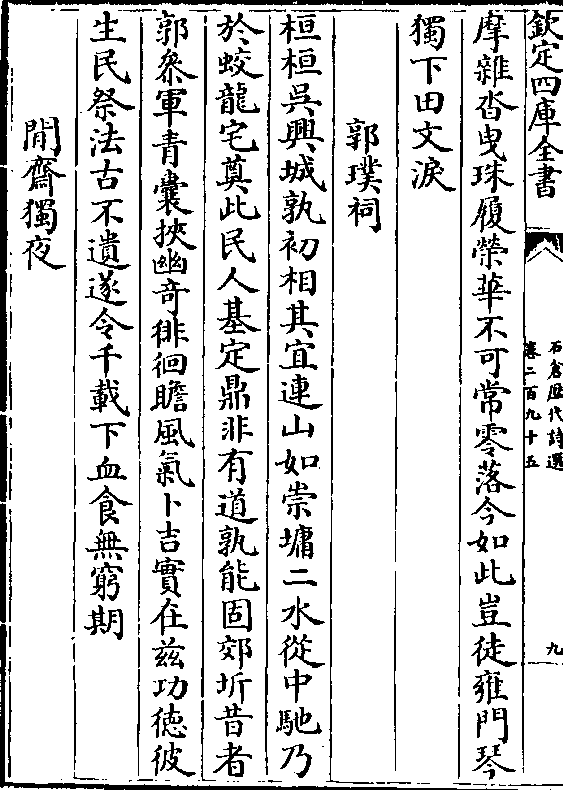 欽定四庫全書
石倉歷代詩選
卷二百九十五
九
摩雜沓曳珠履榮華不可常零落今如此豈徒雍門琴
獨下田文淚
郭璞祠
桓桓吳興城孰初相其宜連山如崇墉二水從中馳乃
於蛟龍宅奠此民人基定鼎非有道孰能固郊圻昔者
郭叅軍青囊挾幽奇徘徊瞻風氣卜吉實在兹功徳彼
生民祭法古不遺遂令千載下血食無窮期
閒齋獨夜